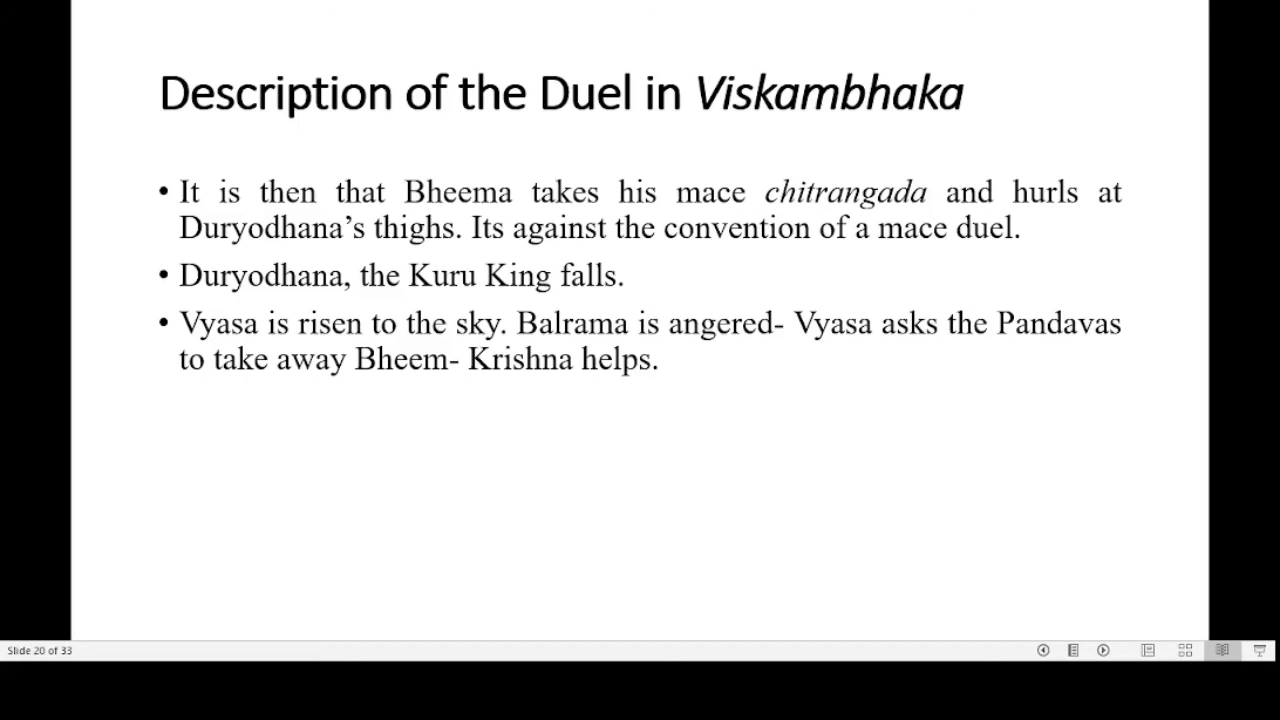 Description of the Duel in Viskambhaka
• It is then that Bheema takes his mace chitrangada and hurls at
Duryodhana’s thighs. Its against the convention of a mace duel.
• Duryodhana, the Kuru King falls.
• Vyasa is risen to the sky. Balrama is angered- Vyasa asks the Pandavas
to take away Bheem- Krishna helps.
Slide 20 of 33